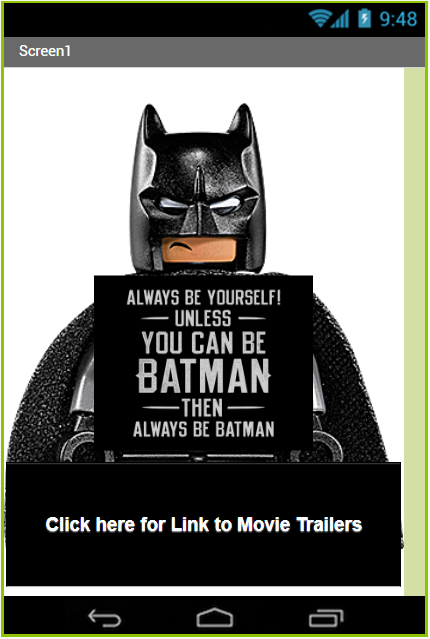 9:48
Screen1
ALWAYS BE YOURSELF!
UNLESS
YOU CAN BE
BATMAN
THEN
ALWAYS BE BATMAN
Click here for Link to Movie Trailers